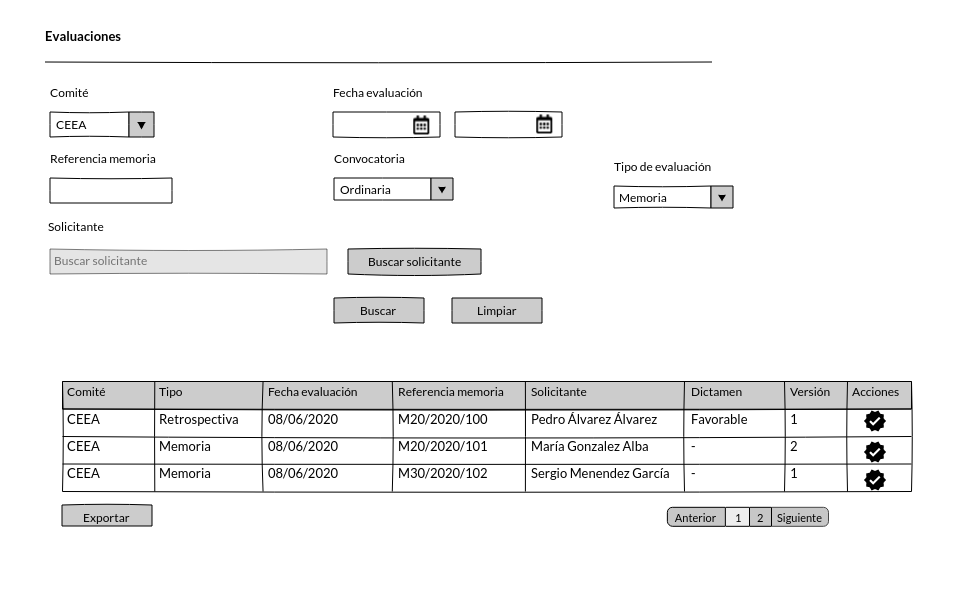 Evaluaciones
Comité
Fecha evaluación
CEEA
Referencia memoria
Convocatoria
Tipo de evaluación
Ordinaria
Memoria
Solicitante
Buscar solicitante
Buscar solicitante
Buscar
Limpiar
Comité Tipo Fecha evaluación Referencia memoria Solicitante Dictamen Versión Acciones
CEEA Retrospectiva 08/06/2020 M20/2020/100 Pedro Álvarez Álvarez Favorable 1
CEEA Memoria 08/06/2020 M20/2020/101 María Gonzalez Alba - 2
CEEA Memoria 08/06/2020 M30/2020/102 Sergio Menendez García - 1
Exportar
Anterior 1 2 Siguiente